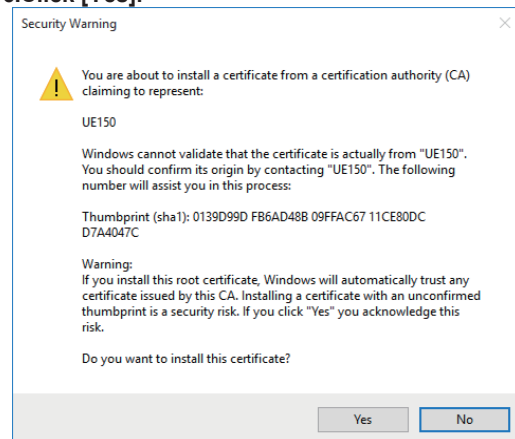 Click [Yes].
Security Warning
You are about to install a certificate from a certification authority (CA)
claiming to represent:
UE150
Windows cannot validate that the certificate is actually from "UE150".
You should confirm its origin by contacting "UE150". The following
number will assist you in this process:
Thumbprint (sha1): 0139D99D FB6AD48B 09FFAC67 11CE80DC
D7A4047C
Warning:
If you install this root certificate, Windows will automatically trust any
certificate issued by this CA. Installing a certificate with an unconfirmed
thumbprint is a security risk. If you click "Yes" you acknowledge this
risk.
Do you want to install this certificate?
Yes No